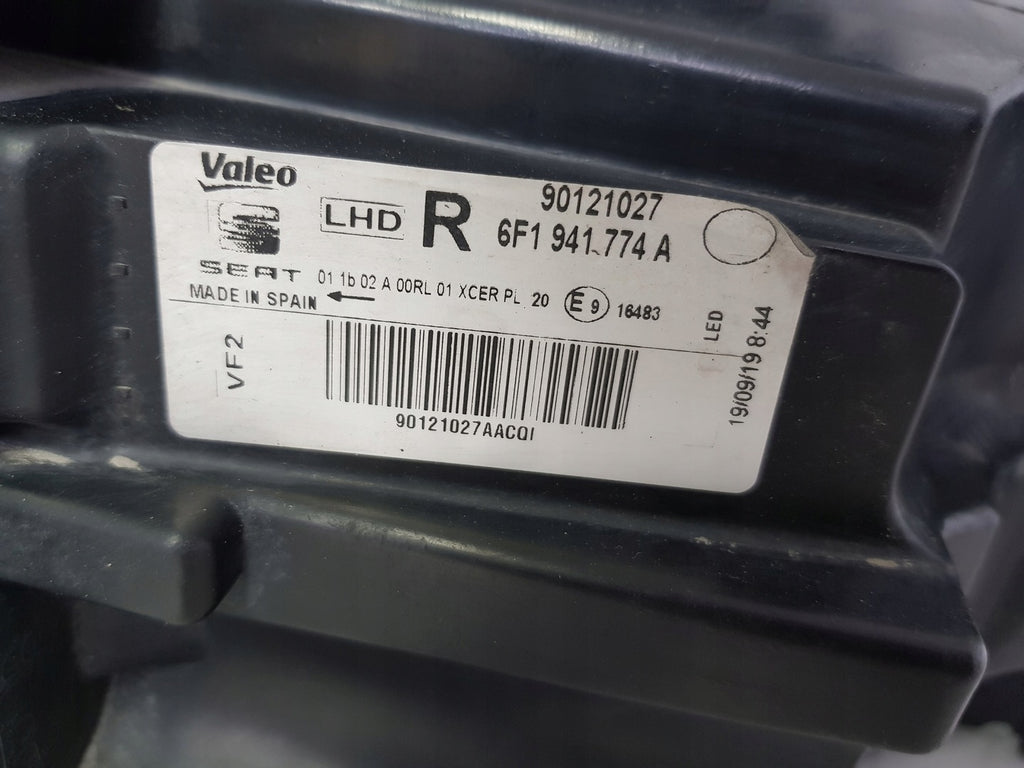 Valeo
SEAT
LHD
R
90121027
6F1 941.774 A
01 1b 02 A 00RL 01 XCER PL 20
E 9
16483
MADE IN SPAIN
VF2
LED
19/09/19 8:44
90121027AACQI